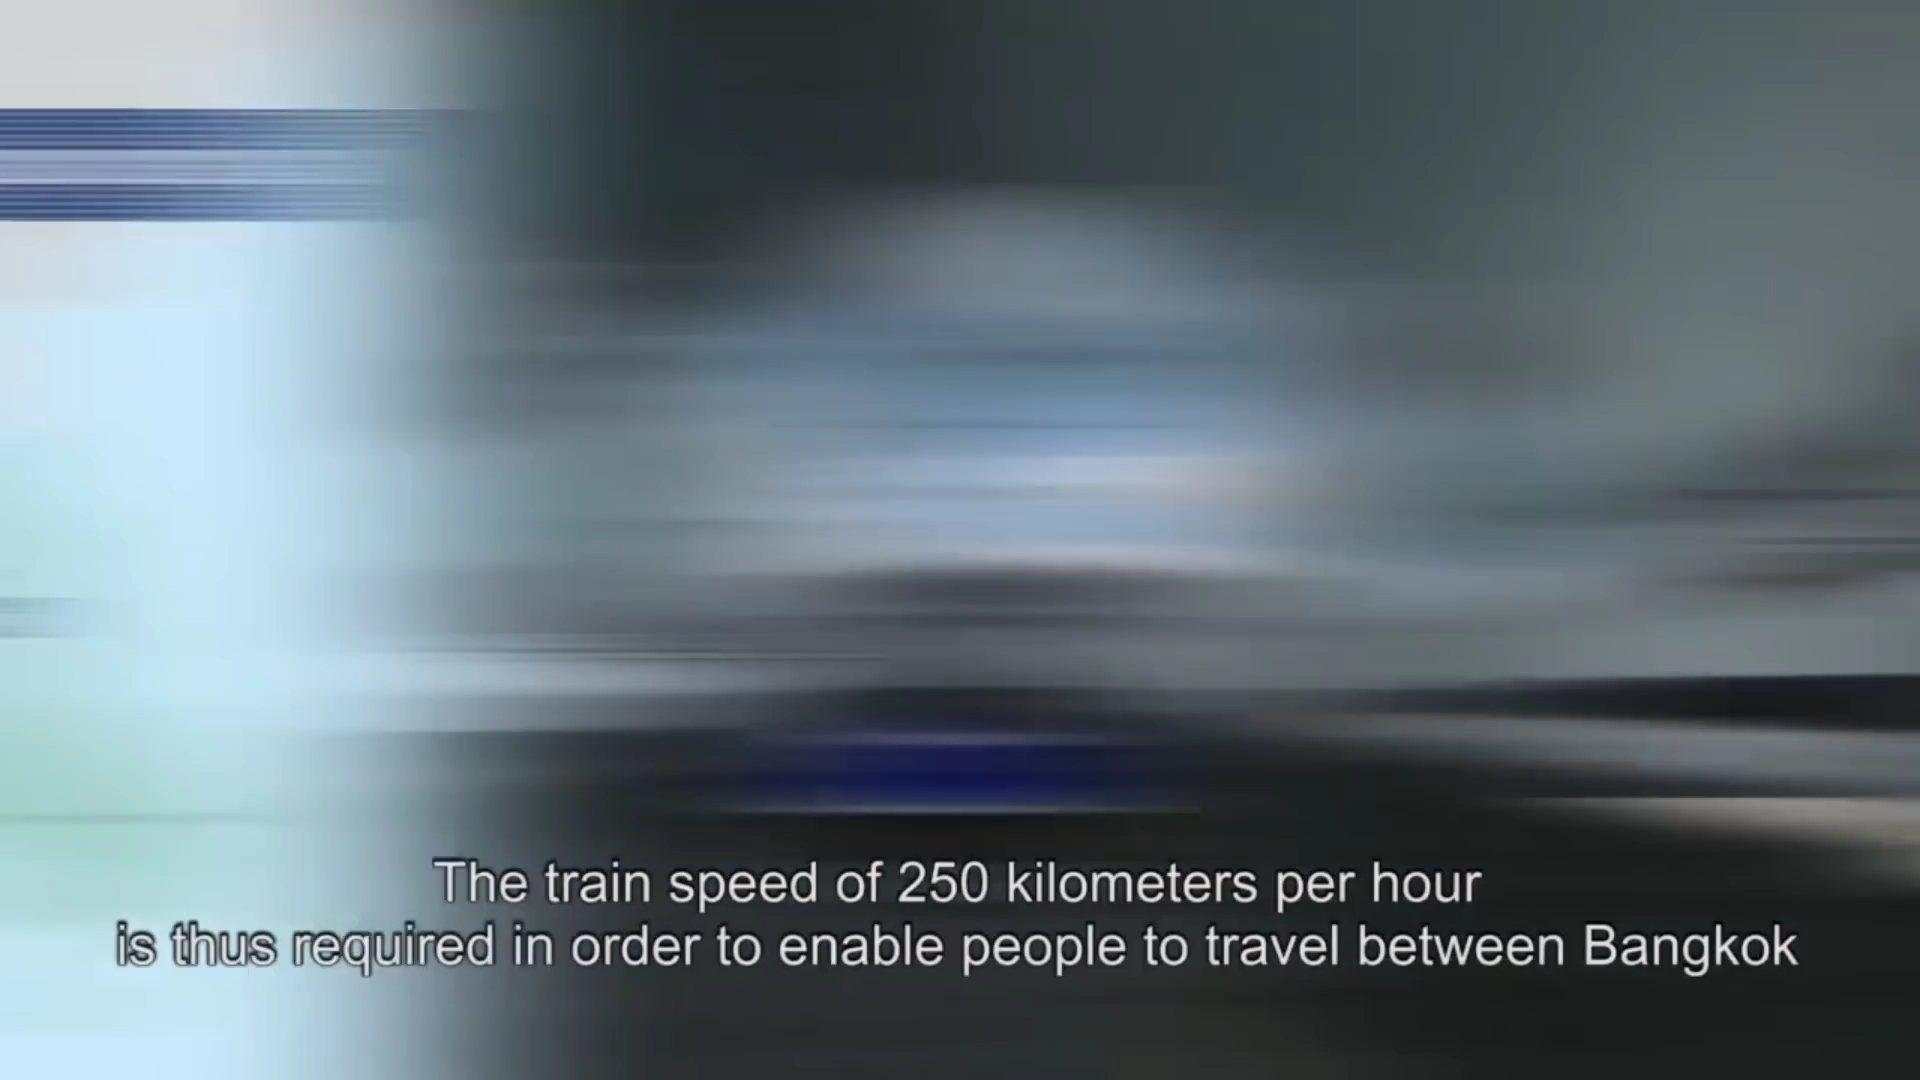 The train speed of 250 kilometers per hour
is thus required in order to enable people to travel between Bangkok